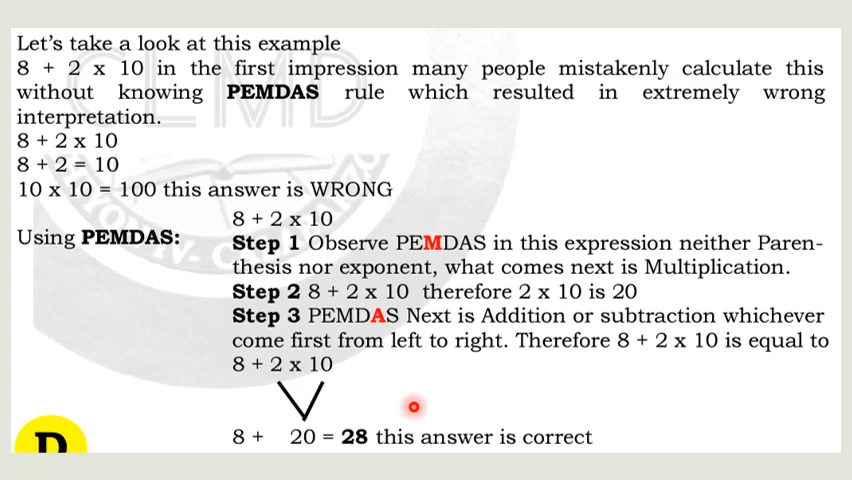 Let's take a look at this example
8 + 2 x 10 in the first impression many people mistakenly calculate this
without knowing PEMDAS rule which resulted in extremely wrong
interpretation.
8 + 2 x 10
8 + 2 = 10
10 x 10 = 100 this answer is WRONG
8 + 2 x 10
Using PEMDAS:
Step 1 Observe PEMDAS in this expression neither Paren-
thesis nor exponent, what comes next is Multiplication.
Step 2 8 + 2 x 10 therefore 2 x 10 is 20
Step 3 PEMDAS Next is Addition or subtraction whichever
come first from left to right. Therefore 8 + 2 x 10 is equal to
8 + 2 x 10
8 + 20 = 28 this answer is correct
D
CLMD